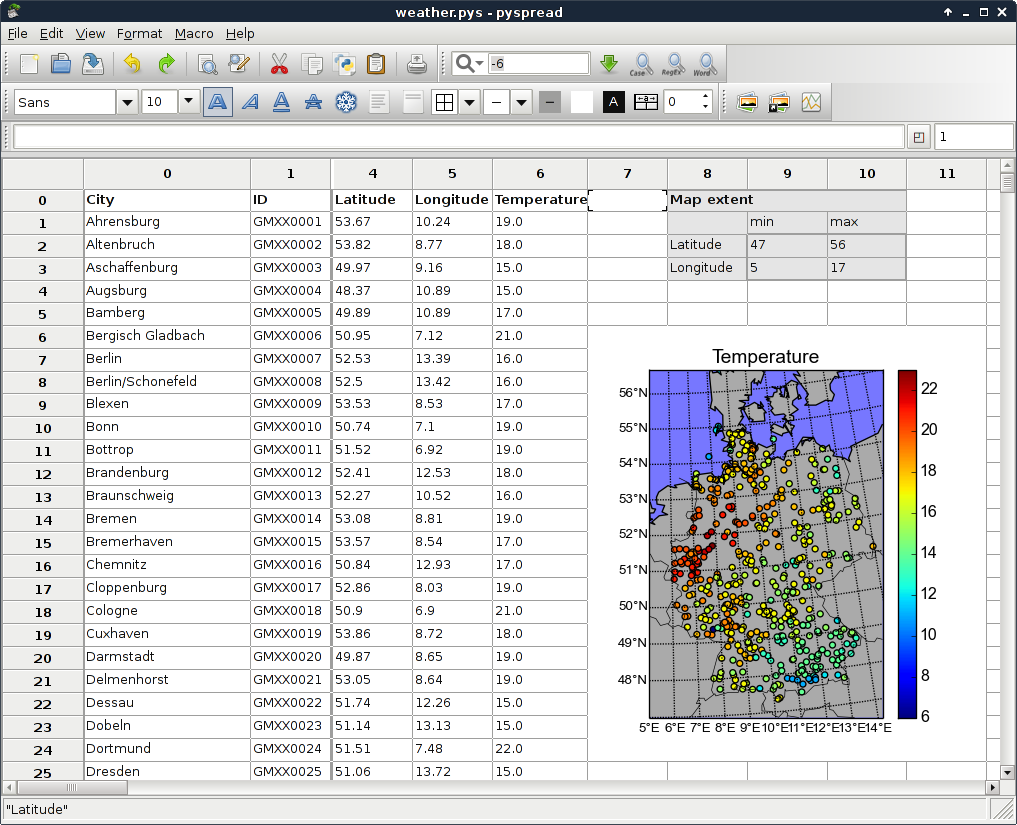 weather.pys - pyspread
File Edit View Format Macro Help
-6 Case RegEx Word
Sans 10 A 0
1
0 1 4 5 6 7 8 9 10 11
0 City ID Latitude Longitude Temperature Map extent
1 Ahrensburg GMXX0001 53.67 10.24 19.0 min max
2 Altenbruch GMXX0002 53.82 8.77 18.0 Latitude 47 56
3 Aschaffenburg GMXX0003 49.97 9.16 15.0 Longitude 5 17
4 Augsburg GMXX0004 48.37 10.89 15.0
5 Bamberg GMXX0005 49.89 10.89 17.0
6 Bergisch Gladbach GMXX0006 50.95 7.12 21.0
7 Berlin GMXX0007 52.53 13.39 16.0
8 Berlin/Schonefeld GMXX0008 52.5 13.42 16.0
9 Blexen GMXX0009 53.53 8.53 17.0
10 Bonn GMXX0010 50.74 7.1 19.0
11 Bottrop GMXX0011 51.52 6.92 19.0
12 Brandenburg GMXX0012 52.41 12.53 18.0
13 Braunschweig GMXX0013 52.27 10.52 16.0
14 Bremen GMXX0014 53.08 8.81 19.0
15 Bremerhaven GMXX0015 53.57 8.54 17.0
16 Chemnitz GMXX0016 50.84 12.93 17.0
17 Cloppenburg GMXX0017 52.86 8.03 19.0
18 Cologne GMXX0018 50.9 6.9 21.0
19 Cuxhaven GMXX0019 53.86 8.72 18.0
20 Darmstadt GMXX0020 49.87 8.65 19.0
21 Delmenhorst GMXX0021 53.05 8.64 19.0
22 Dessau GMXX0022 51.74 12.26 15.0
23 Dobeln GMXX0023 51.14 13.13 15.0
24 Dortmund GMXX0024 51.51 7.48 22.0
25 Dresden GMXX0025 51.06 13.72 15.0
Temperature
56°N
55°N
54°N
53°N
52°N
51°N
50°N
49°N
48°N
5°E 6°E 7°E 8°E 9°E 10°E 11°E 12°E 13°E 14°E
22
20
18
16
14
12
10
8
6
"Latitude"